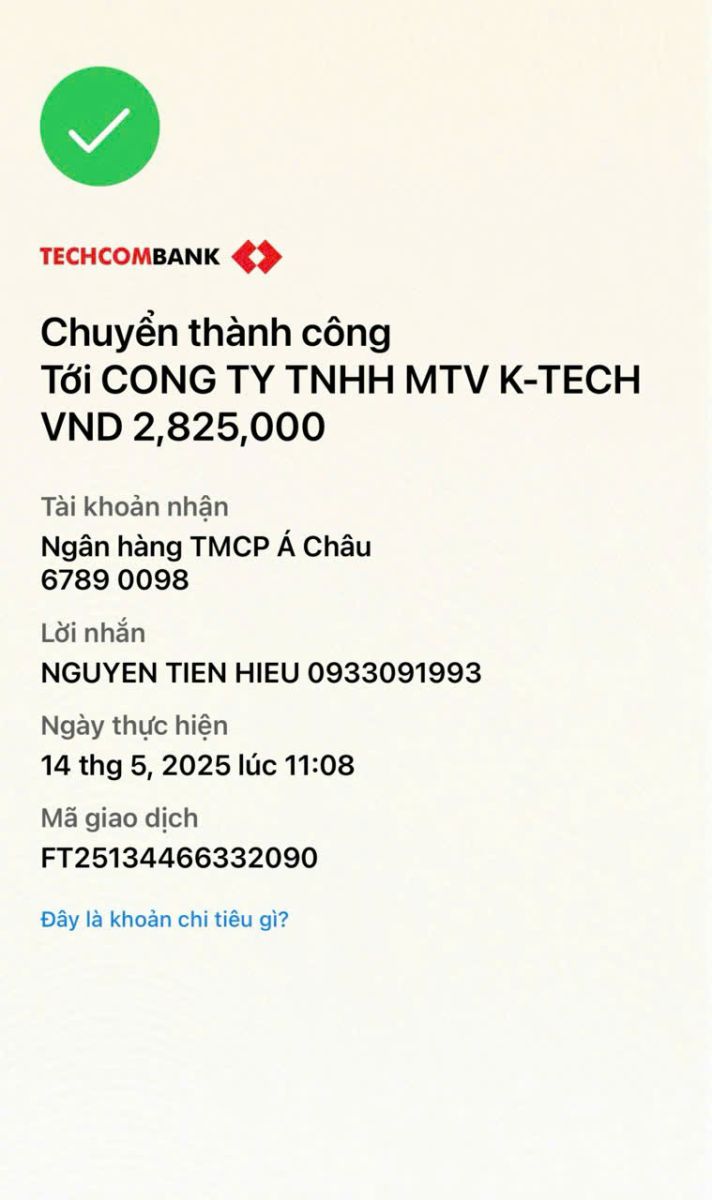 TECHCOMBANK
Chuyển thành công
Tới CONG TY TNHH MTV K-TECH
VND 2,825,000
Tài khoản nhận
Ngân hàng TMCP Á Châu
6789 0098
Lời nhắn
NGUYEN TIEN HIEU 0933091993
Ngày thực hiện
14 thg 5, 2025 lúc 11:08
Mã giao dịch
FT25134466332090
Đây là khoản chi tiêu gì?